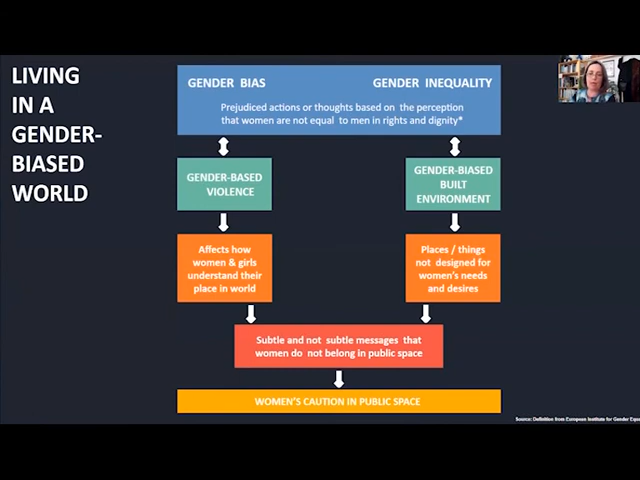 LIVING
IN A
GENDER-
BIASED
WORLD
GENDER BIAS
GENDER INEQUALITY
Prejudiced actions or thoughts based on the perception
that women are not equal to men in rights and dignity*
GENDER-BASED
VIOLENCE
GENDER-BIASED
BUILT
ENVIRONMENT
Affects how
women & girls
understand their
place in world
Places / things
not designed for
women's needs
and desires
Subtle and not subtle messages that
women do not belong in public space
WOMEN'S CAUTION IN PUBLIC SPACE
Source: Definition from European Institute for Gender Equa